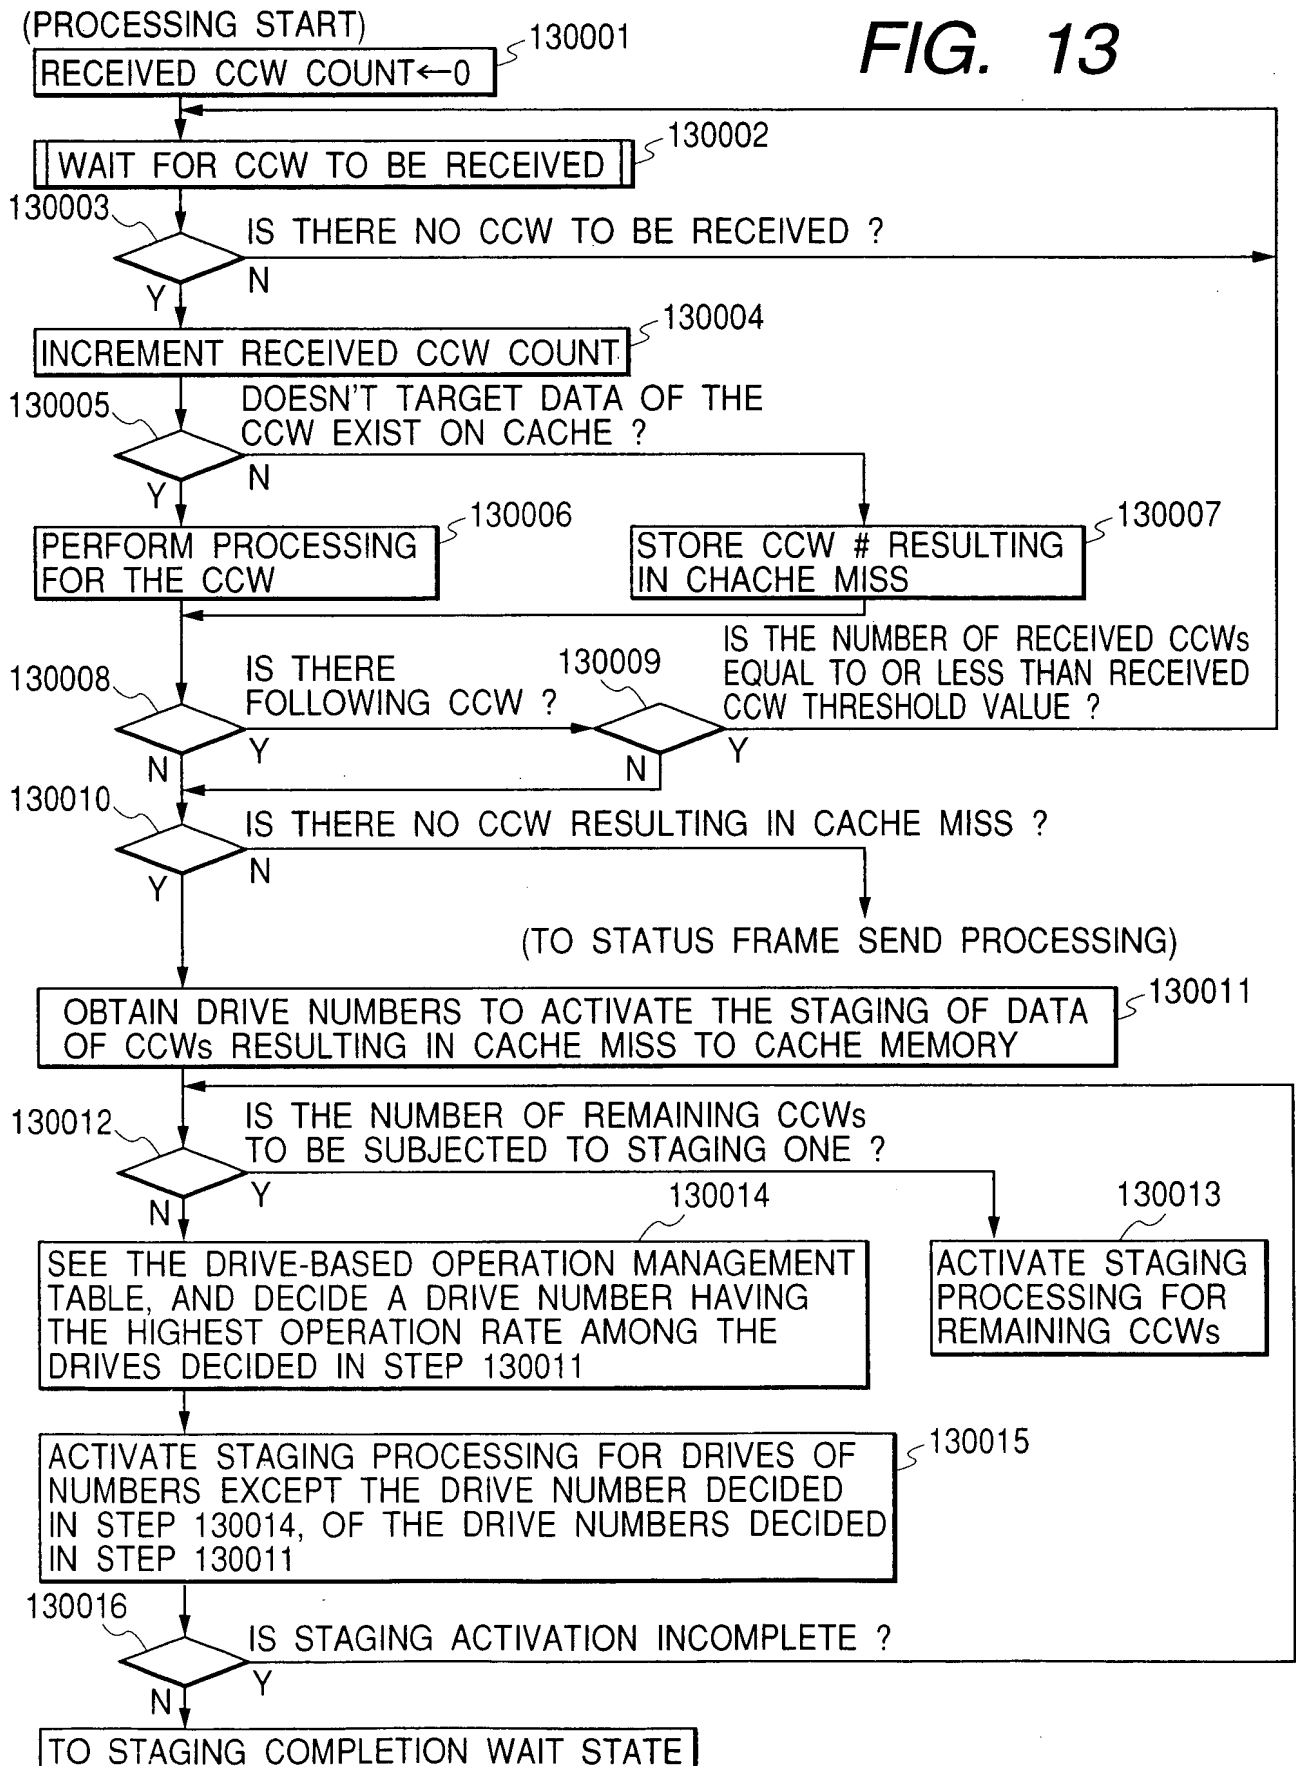 (PROCESSING START)
FIG. 13
130001
RECEIVED CCW COUNT←0
130002
WAIT FOR CCW TO BE RECEIVED
130003
IS THERE NO CCW TO BE RECEIVED ?
N
Y
130004
INCREMENT RECEIVED CCW COUNT
130005
DOESN'T TARGET DATA OF THE
CCW EXIST ON CACHE ?
N
Y
130006
PERFORM PROCESSING
FOR THE CCW
130007
STORE CCW # RESULTING
IN CHACHE MISS
130008
IS THERE
FOLLOWING CCW ?
Y
N
130009
IS THE NUMBER OF RECEIVED CCWs
EQUAL TO OR LESS THAN RECEIVED
CCW THRESHOLD VALUE ?
Y
N
130010
IS THERE NO CCW RESULTING IN CACHE MISS ?
N
Y
(TO STATUS FRAME SEND PROCESSING)
130011
OBTAIN DRIVE NUMBERS TO ACTIVATE THE STAGING OF DATA
OF CCWs RESULTING IN CACHE MISS TO CACHE MEMORY
130012
IS THE NUMBER OF REMAINING CCWs
TO BE SUBJECTED TO STAGING ONE ?
Y
N
130014
SEE THE DRIVE-BASED OPERATION MANAGEMENT
TABLE, AND DECIDE A DRIVE NUMBER HAVING
THE HIGHEST OPERATION RATE AMONG THE
DRIVES DECIDED IN STEP 130011
130013
ACTIVATE STAGING
PROCESSING FOR
REMAINING CCWs
130015
ACTIVATE STAGING PROCESSING FOR DRIVES OF
NUMBERS EXCEPT THE DRIVE NUMBER DECIDED
IN STEP 130014, OF THE DRIVE NUMBERS DECIDED
IN STEP 130011
130016
IS STAGING ACTIVATION INCOMPLETE ?
Y
N
TO STAGING COMPLETION WAIT STATE